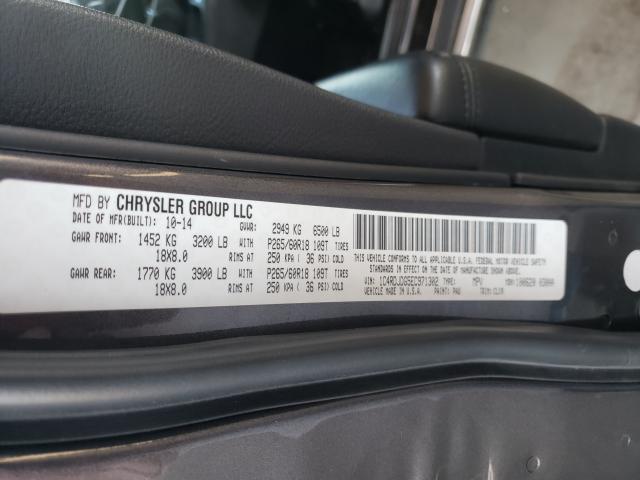 MFD BY CHRYSLER GROUP LLC
DATE OF MFR(BUILT): 10-14 GVWR: 2949 KG 6500 LB
GAWR FRONT: 1452 KG 3200 LB WITH P265/60R18 109T TIRES
18X8.0 RIMS AT 250 KPA ( 36 PSI) COLD
GAWR REAR: 1770 KG 3900 LB WITH P265/60R18 109T TIRES
18X8.0 RIMS AT 250 KPA ( 36 PSI) COLD
THIS VEHICLE CONFORMS TO ALL APPLICABLE U.S.A. FEDERAL MOTOR VEHICLE SAFETY
STANDARDS IN EFFECT ON THE DATE OF MANUFACTURE SHOWN ABOVE.
VIN: 1C4RDJDG5EC971302 TYPE: MPV MDH: 100620 
VEHICLE MADE IN U.S.A. PAINT: PAU TRIM: